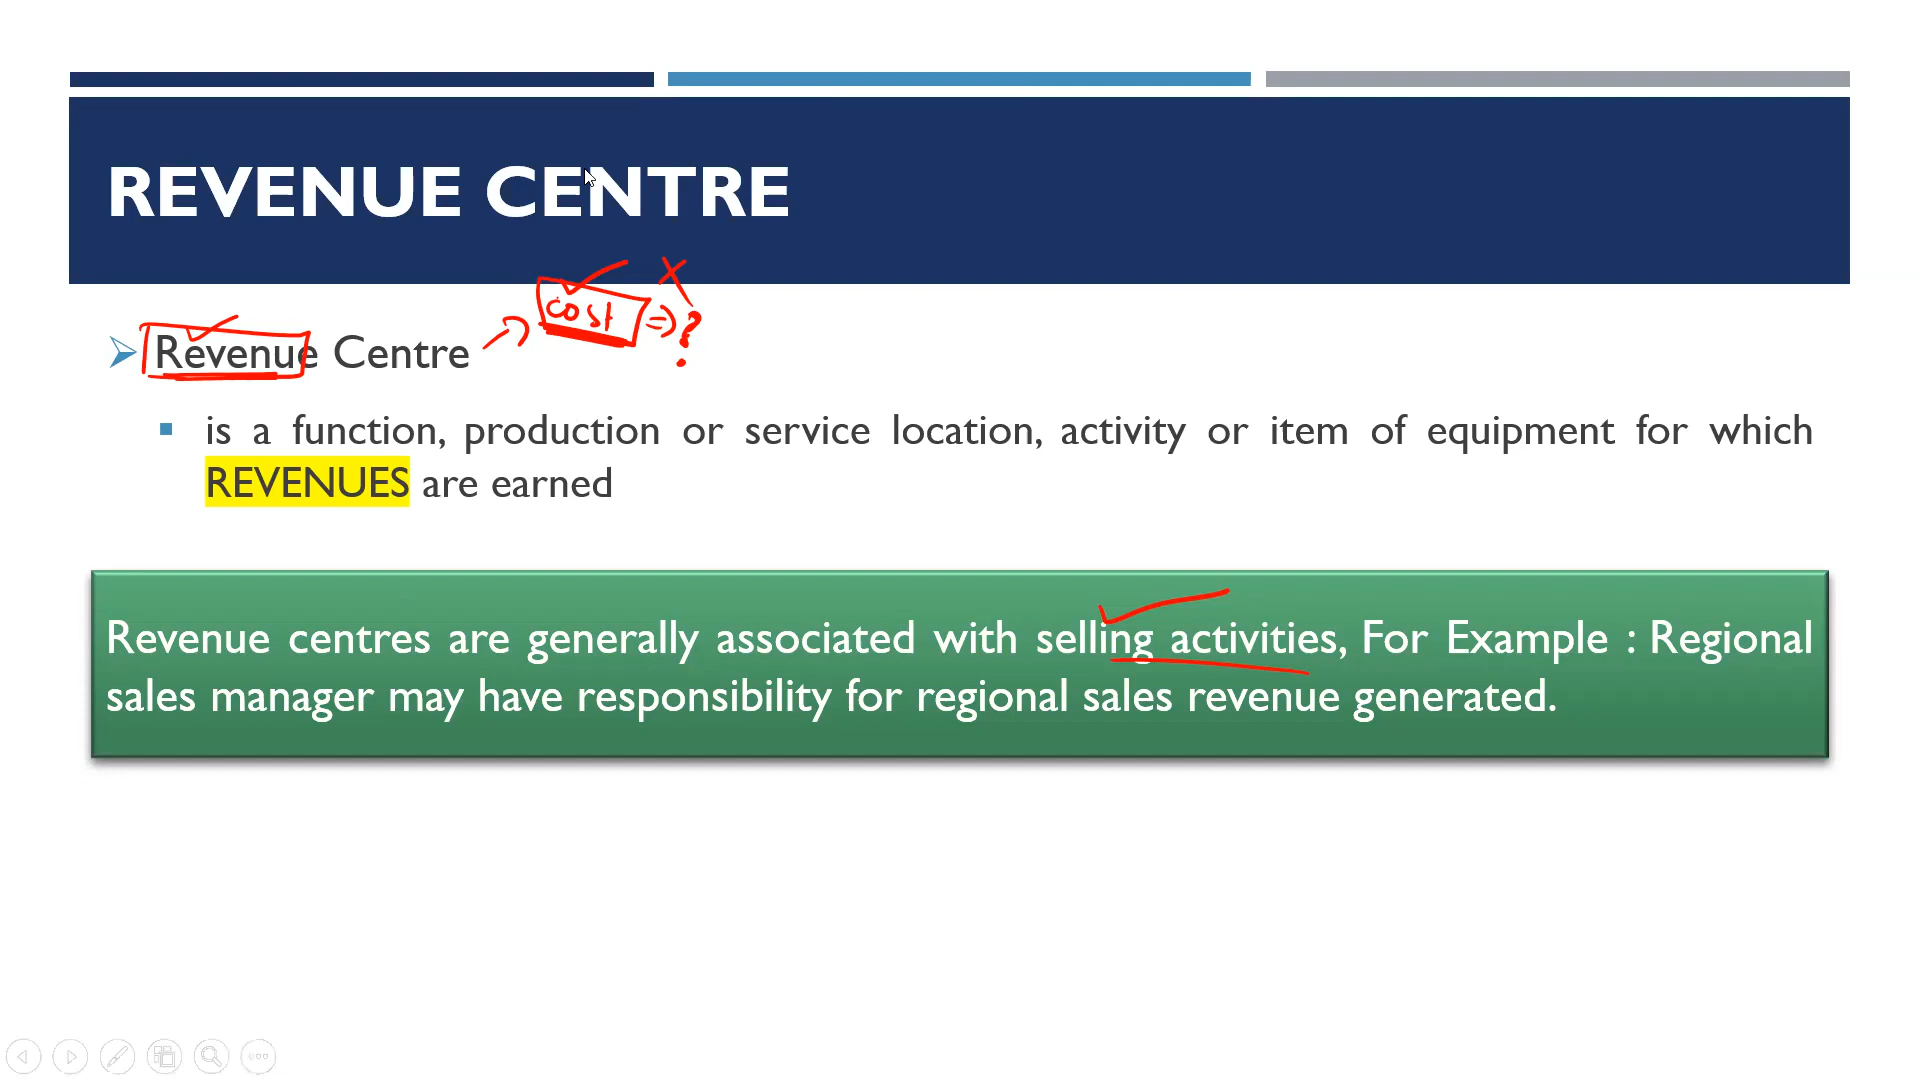 REVENUE CENTRE
cost => ?
Revenue Centre
is a function, production or service location, activity or item of equipment for which
REVENUES are earned
Revenue centres are generally associated with selling activities, For Example : Regional
sales manager may have responsibility for regional sales revenue generated.